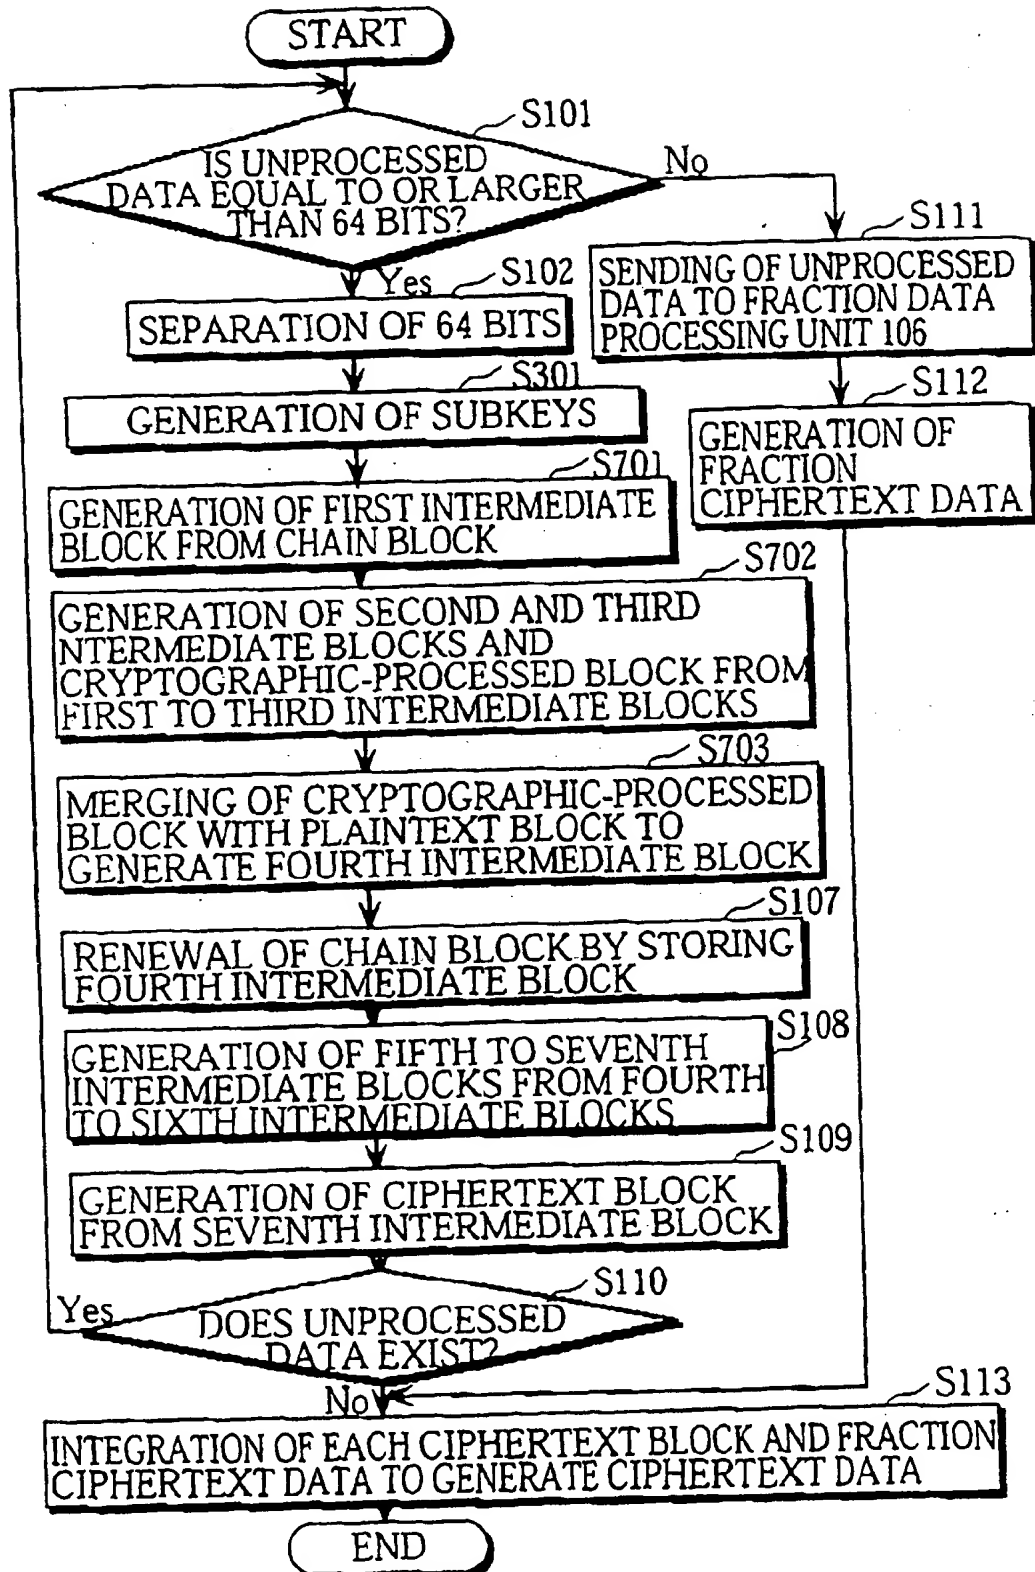 START
S101
IS UNPROCESSED
DATA EQUAL TO OR LARGER
THAN 64 BITS?
No
Yes
S102
SEPARATION OF 64 BITS
S301
GENERATION OF SUBKEYS
S701
GENERATION OF FIRST INTERMEDIATE
BLOCK FROM CHAIN BLOCK
S702
GENERATION OF SECOND AND THIRD
NTERMEDIATE BLOCKS AND
CRYPTOGRAPHIC-PROCESSED BLOCK FROM
FIRST TO THIRD INTERMEDIATE BLOCKS
S703
MERGING OF CRYPTOGRAPHIC-PROCESSED
BLOCK WITH PLAINTEXT BLOCK TO
GENERATE FOURTH INTERMEDIATE BLOCK
S107
RENEWAL OF CHAIN BLOCK BY STORING
FOURTH INTERMEDIATE BLOCK
S108
GENERATION OF FIFTH TO SEVENTH
INTERMEDIATE BLOCKS FROM FOURTH
TO SIXTH INTERMEDIATE BLOCKS
S109
GENERATION OF CIPHERTEXT BLOCK
FROM SEVENTH INTERMEDIATE BLOCK
S110
Yes
DOES UNPROCESSED
DATA EXIST?
No
S111
SENDING OF UNPROCESSED
DATA TO FRACTION DATA
PROCESSING UNIT 106
S112
GENERATION OF
FRACTION
CIPHERTEXT DATA
S113
INTEGRATION OF EACH CIPHERTEXT BLOCK AND FRACTION
CIPHERTEXT DATA TO GENERATE CIPHERTEXT DATA
END